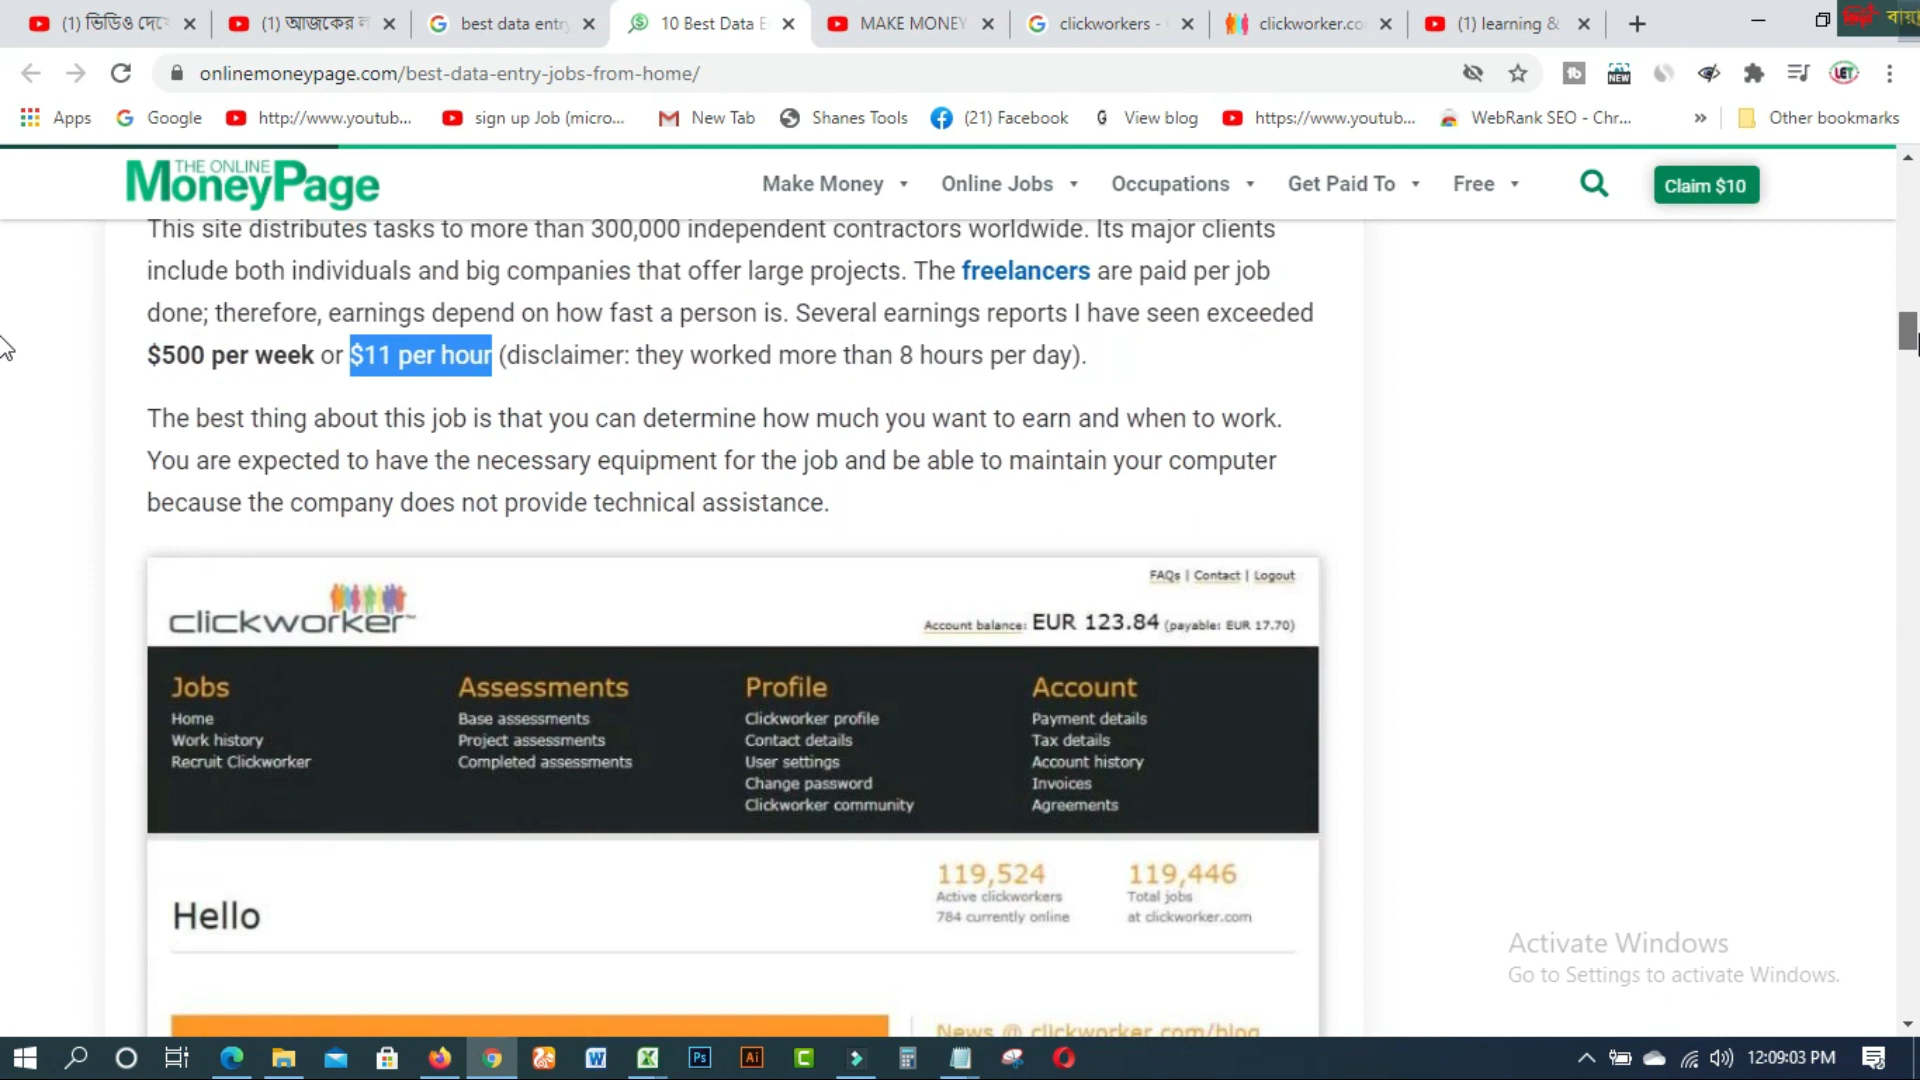 (1) ভিডিও দেখে
(1) আজকের ল
best data entry
10 Best Data E
MAKE MONEY
clickworkers -
clickworker.co
(1) learning &
onlinemoneypage.com/best-data-entry-jobs-from-home/
Apps
Google
http://www.youtub...
sign up Job (micro...
New Tab
Shanes Tools
(21) Facebook
View blog
https://www.youtub...
WebRank SEO - Chr...
»
Other bookmarks
THE ONLINE
MoneyPage
Make Money
Online Jobs
Occupations
Get Paid To
Free
Claim $10
This site distributes tasks to more than 300,000 independent contractors worldwide. Its major clients
include both individuals and big companies that offer large projects. The freelancers are paid per job
done; therefore, earnings depend on how fast a person is. Several earnings reports I have seen exceeded
$500 per week or $11 per hour (disclaimer: they worked more than 8 hours per day).
The best thing about this job is that you can determine how much you want to earn and when to work.
You are expected to have the necessary equipment for the job and be able to maintain your computer
because the company does not provide technical assistance.
FAQs | Contact | Logout
clickworker
Account balance: EUR 123.84 (payable: EUR 17.70)
Jobs
Home
Work history
Recruit Clickworker
Assessments
Base assessments
Project assessments
Completed assessments
Profile
Clickworker profile
Contact details
User settings
Change password
Clickworker community
Account
Payment details
Tax details
Account history
Invoices
Agreements
119,524
Active clickworkers
784 currently online
119,446
Total jobs
at clickworker.com
Hello
News @ clickworker.com/blog
Activate Windows
Go to Settings to activate Windows.
12:09:03 PM